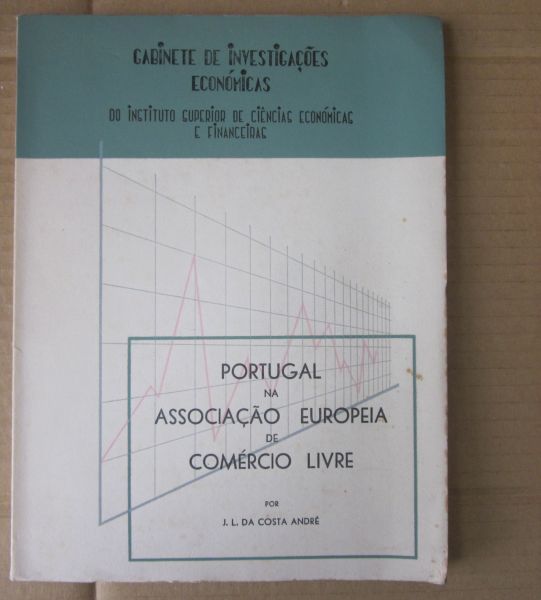 GABINETE DE INVESTIGAÇÕES
ECONÓMICAS
DO INSTITUTO SUPERIOR DE CIÊNCIAS ECONÓMICAS
E FINANCEIRAS
PORTUGAL
NA
ASSOCIAÇÃO EUROPEIA
DE
COMÉRCIO LIVRE
POR
J. L. DA COSTA ANDRÉ